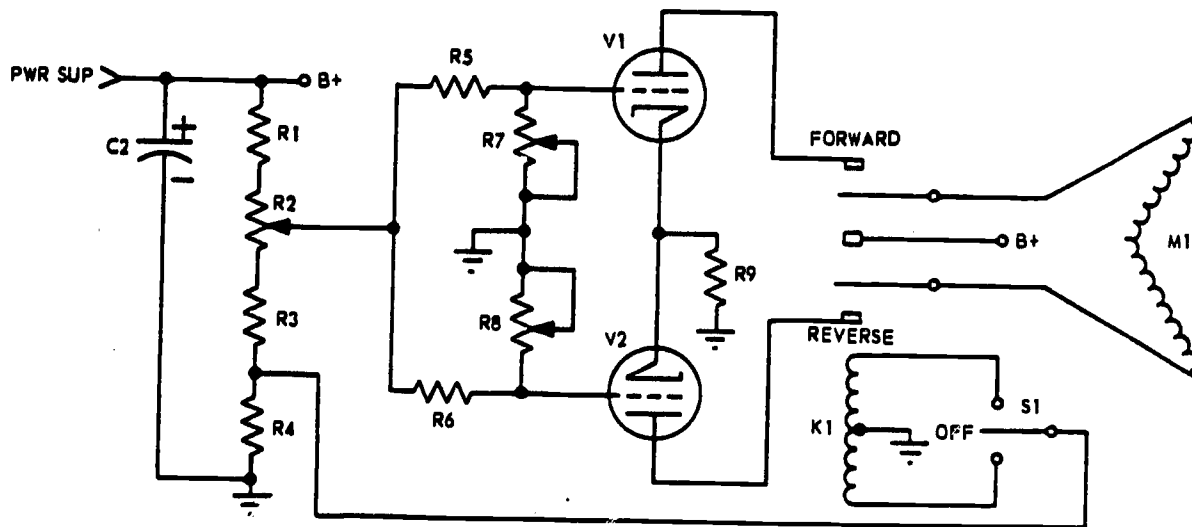 V1
R5
PWR SUP
B+
R1
R7
C2
+
FORWARD
-
R2
B+
M1
R9
R3
R8
V2
REVERSE
R6
R4
K1
OFF
S1